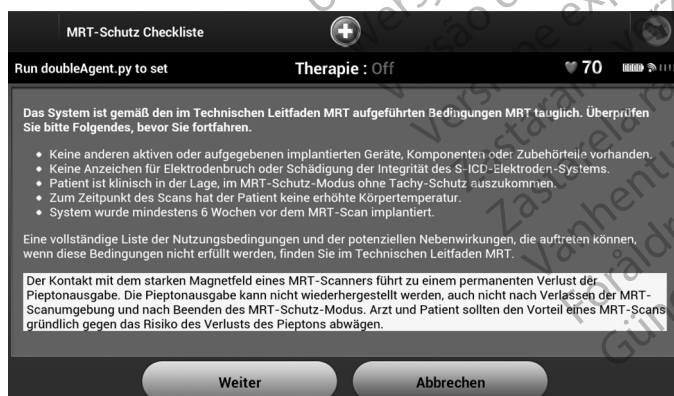 MRT-Schutz Checkliste
Run doubleAgent.py to set
Therapie : Off
70
Das System ist gemäß den im Technischen Leitfaden MRT aufgeführten Bedingungen MRT tauglich. Überprüfen
Sie bitte Folgendes, bevor Sie fortfahren.
• Keine anderen aktiven oder aufgegebenen implantierten Geräte, Komponenten oder Zubehörteile vorhanden.
• Keine Anzeichen für Elektrodenbruch oder Schädigung der Integrität des S-ICD-Elektroden-Systems.
• Patient ist klinisch in der Lage, im MRT-Schutz-Modus ohne Tachy-Schutz auszukommen.
• Zum Zeitpunkt des Scans hat der Patient keine erhöhte Körpertemperatur.
• System wurde mindestens 6 Wochen vor dem MRT-Scan implantiert.
Eine vollständige Liste der Nutzungsbedingungen und der potenziellen Nebenwirkungen, die auftreten können,
wenn diese Bedingungen nicht erfüllt werden, finden Sie im Technischen Leitfaden MRT.
Der Kontakt mit dem starken Magnetfeld eines MRT-Scanners führt zu einem permanenten Verlust der
Pieptonausgabe. Die Pieptonausgabe kann nicht wiederhergestellt werden, auch nicht nach Verlassen der MRT-
Scanumgebung und nach Beenden des MRT-Schutz-Modus. Arzt und Patient sollten den Vorteil eines MRT-Scans
gründlich gegen das Risiko des Verlusts des Pieptons abwägen.
Weiter
Abbrechen